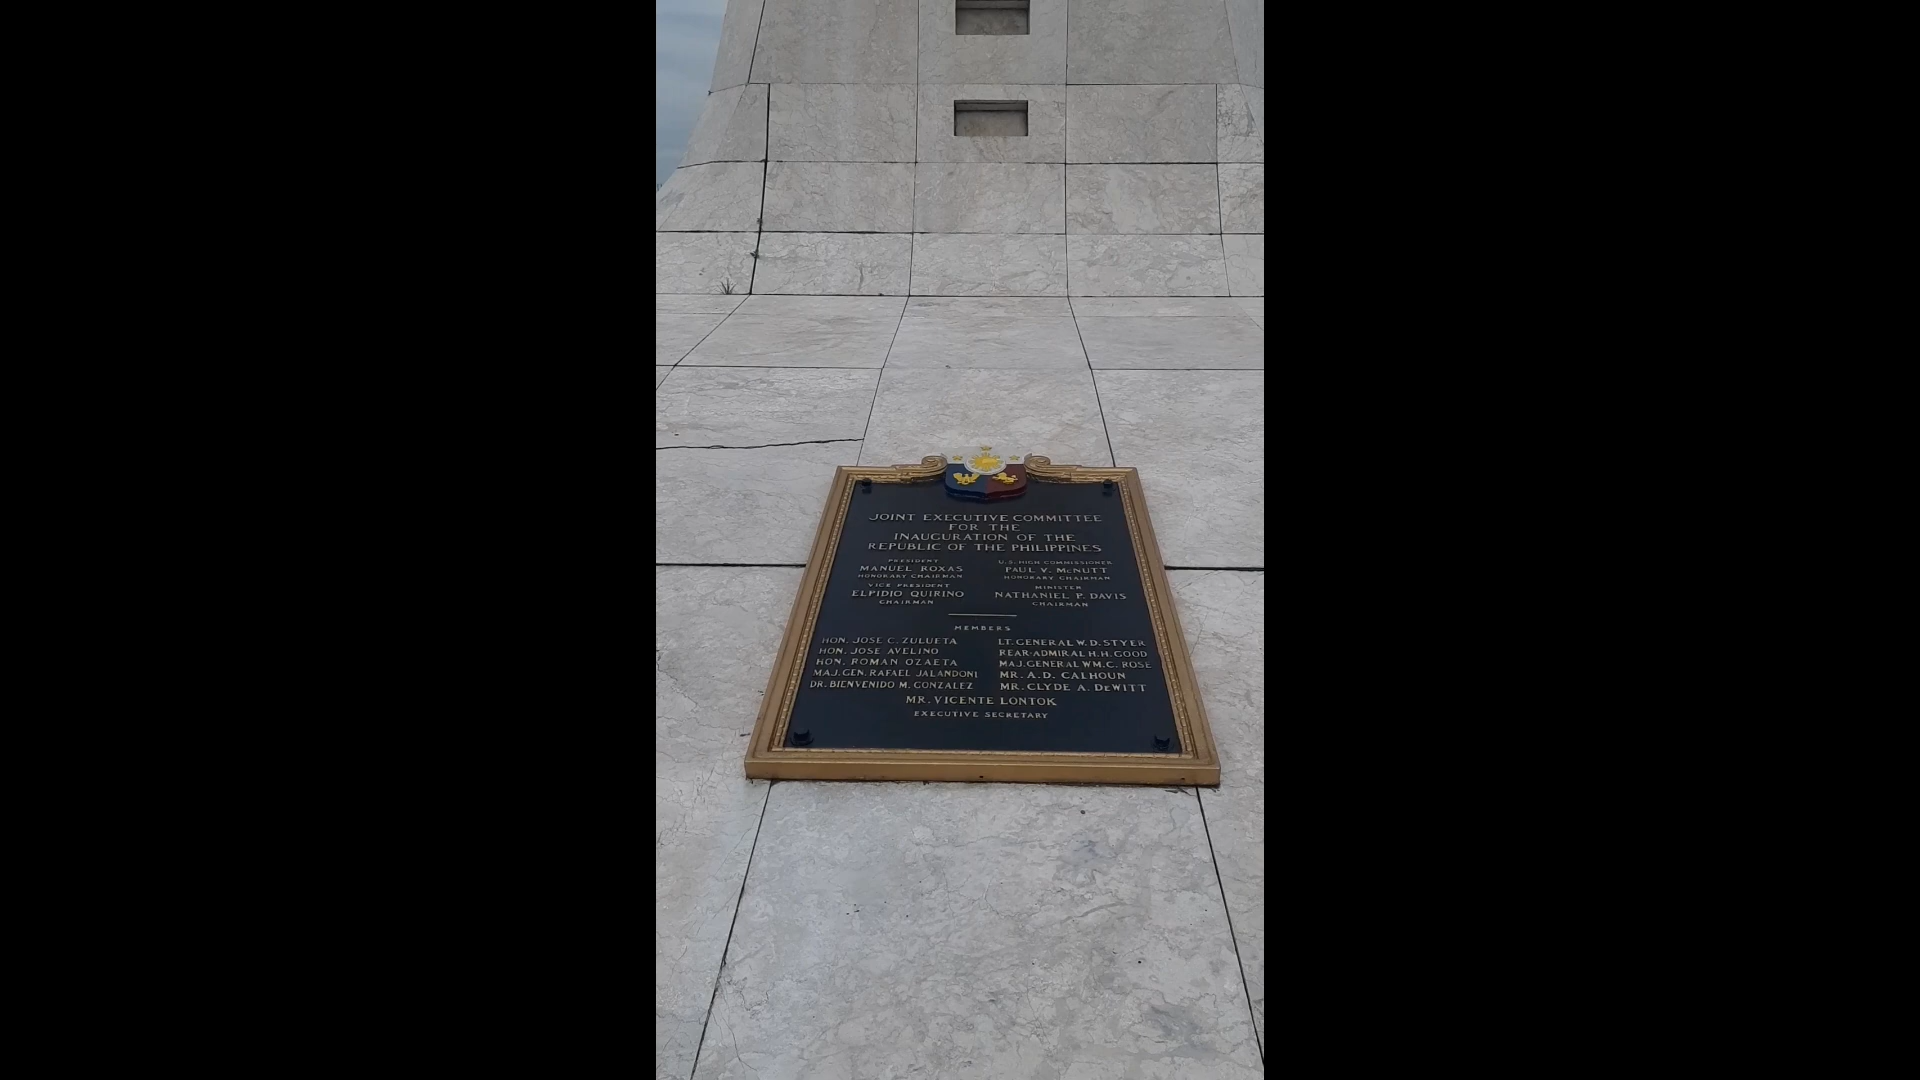 JOINT EXECUTIVE COMMITTEE
FOR THE
INAUGURATION OF THE
REPUBLIC OF THE PHILIPPINES
PRESIDENT
MANUEL ROXAS
HONORARY CHAIRMAN
VICE PRESIDENT
ELPIDIO QUIRINO
CHAIRMAN
U.S. HIGH COMMISSIONER
PAUL V. McNUTT
HONORARY CHAIRMAN
MINISTER
NATHANIEL P. DAVIS
CHAIRMAN
MEMBERS
HON. JOSE C. ZULUETA
HON. JOSE AVELINO
HON. ROMAN OZAETA
MAJ. GEN. RAFAEL JALANDONI
DR. BIENVENIDO M. GONZALEZ
LT. GENERAL W. D. STYER
REAR-ADMIRAL H. H. GOOD
MAJ. GENERAL WM. C. ROSE
MR. A. D. CALHOUN
MR. CLYDE A. DeWITT
MR. VICENTE LONTOK
EXECUTIVE SECRETARY